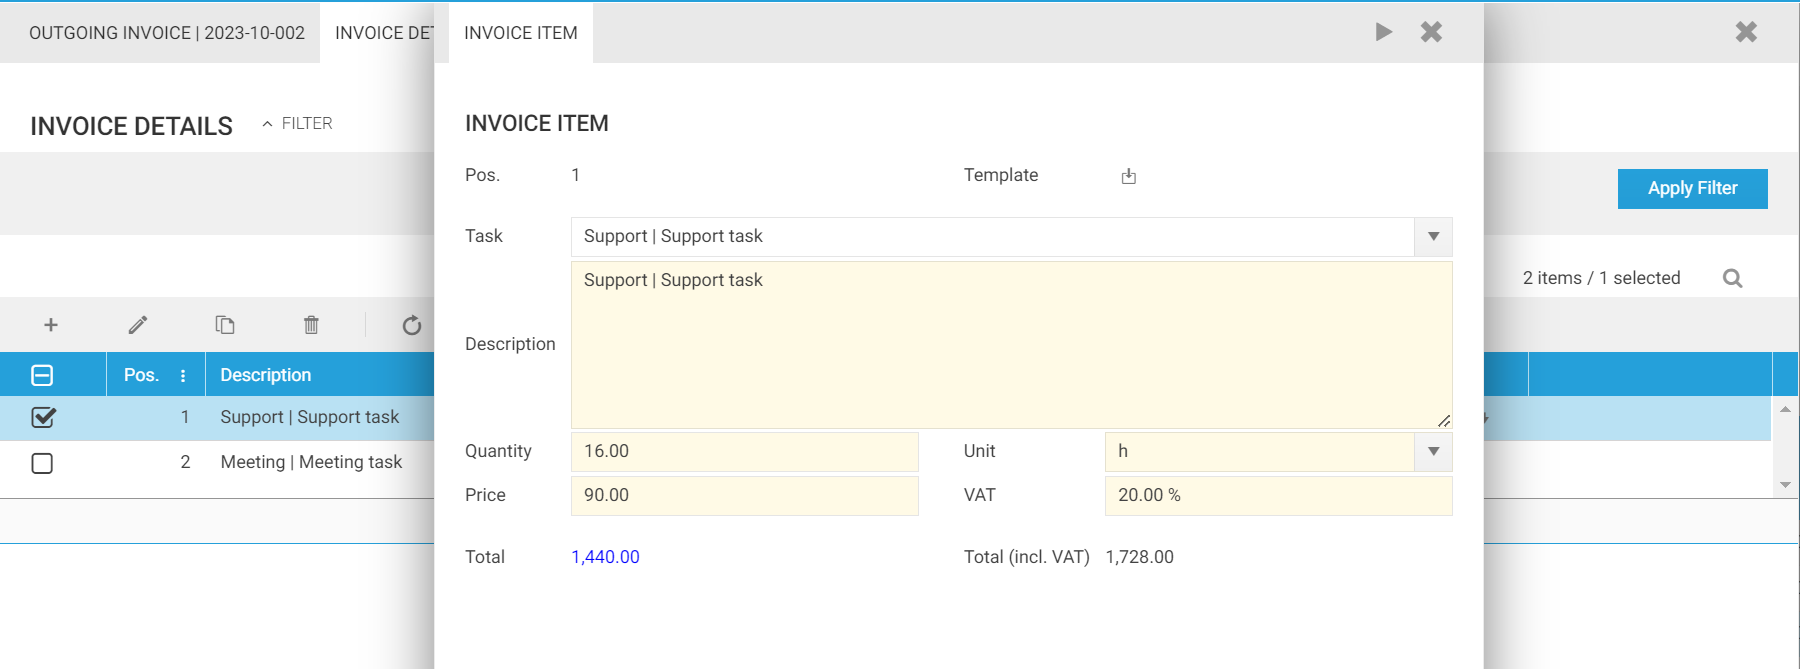 OUTGOING INVOICE | 2023-10-002
INVOICE DET
INVOICE ITEM
INVOICE DETAILS
FILTER
INVOICE ITEM
Pos. 1
Template
Apply Filter
Task Support | Support task
Description Support | Support task
2 items / 1 selected
Pos. Description
1 Support | Support task
2 Meeting | Meeting task
Quantity 16.00
Unit h
Price 90.00
VAT 20.00 %
Total 1,440.00
Total (incl. VAT) 1,728.00